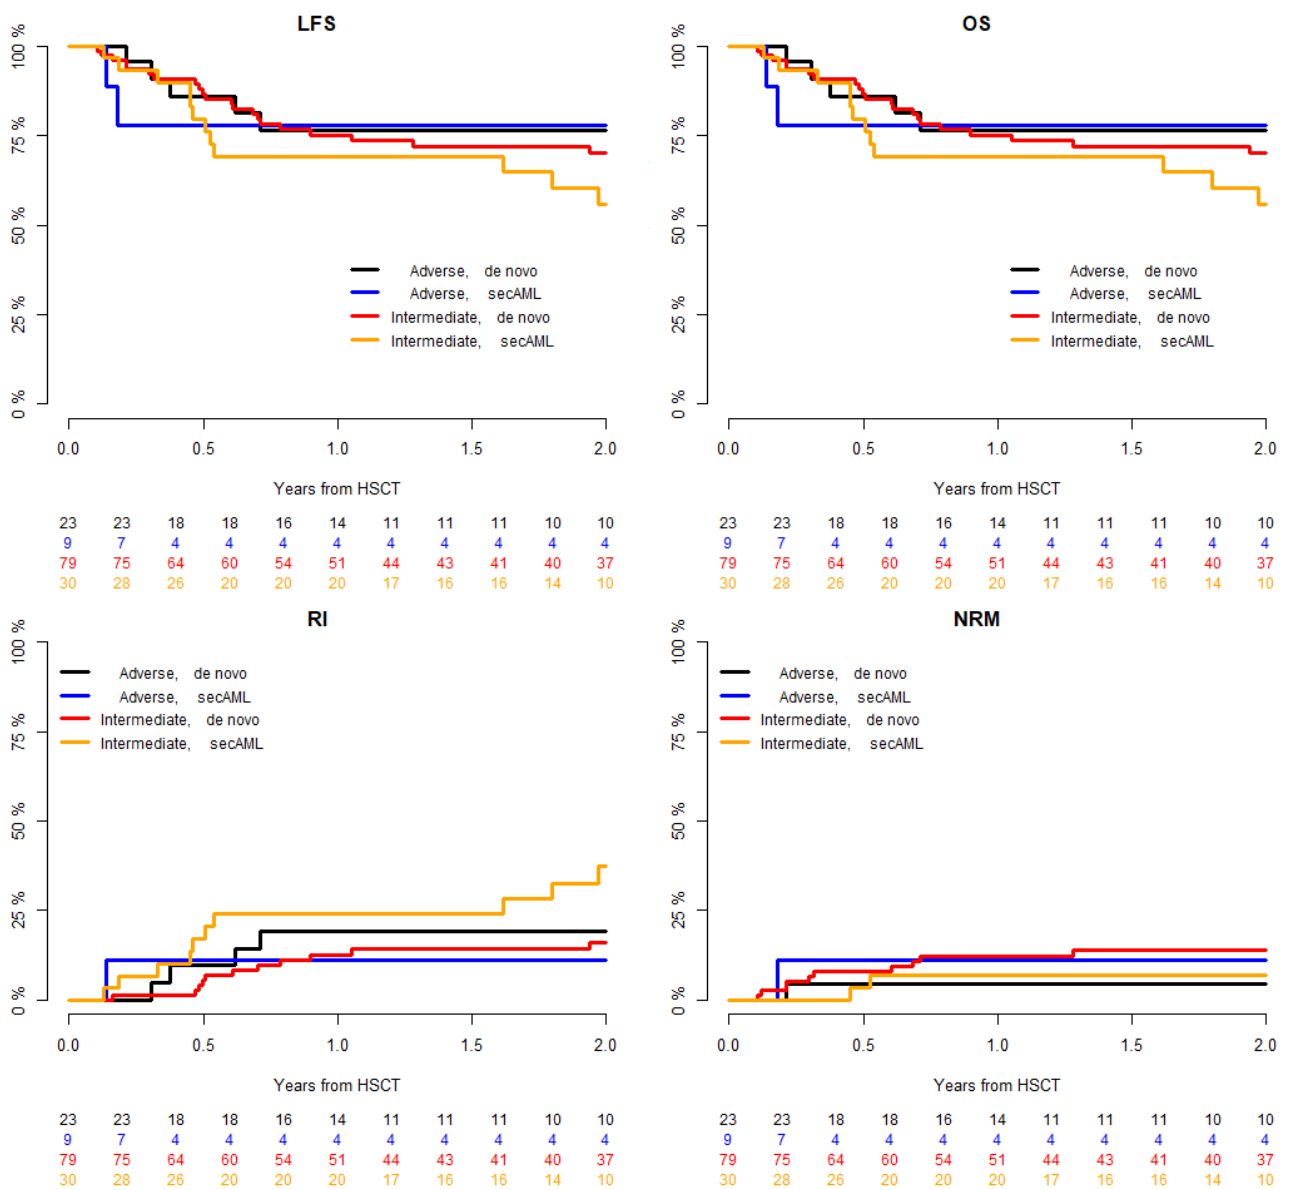 LFS
100 %
75 %
50 %
25 %
0 %
Adverse, de novo
Adverse, secAML
Intermediate, de novo
Intermediate, secAML
0.0 0.5 1.0 1.5 2.0
Years from HSCT
23 23 18 18 16 14 11 11 11 10 10
9 7 4 4 4 4 4 4 4 4 4
79 75 64 60 54 51 44 43 41 40 37
30 28 26 20 20 20 17 16 16 14 10
OS
100 %
75 %
50 %
25 %
0 %
Adverse, de novo
Adverse, secAML
Intermediate, de novo
Intermediate, secAML
0.0 0.5 1.0 1.5 2.0
Years from HSCT
23 23 18 18 16 14 11 11 11 10 10
9 7 4 4 4 4 4 4 4 4 4
79 75 64 60 54 51 44 43 41 40 37
30 28 26 20 20 20 17 16 16 14 10
RI
100 %
75 %
50 %
25 %
0 %
Adverse, de novo
Adverse, secAML
Intermediate, de novo
Intermediate, secAML
0.0 0.5 1.0 1.5 2.0
Years from HSCT
23 23 18 18 16 14 11 11 11 10 10
9 7 4 4 4 4 4 4 4 4 4
79 75 64 60 54 51 44 43 41 40 37
30 28 26 20 20 20 17 16 16 14 10
NRM
100 %
75 %
50 %
25 %
0 %
Adverse, de novo
Adverse, secAML
Intermediate, de novo
Intermediate, secAML
0.0 0.5 1.0 1.5 2.0
Years from HSCT
23 23 18 18 16 14 11 11 11 10 10
9 7 4 4 4 4 4 4 4 4 4
79 75 64 60 54 51 44 43 41 40 37
30 28 26 20 20 20 17 16 16 14 10